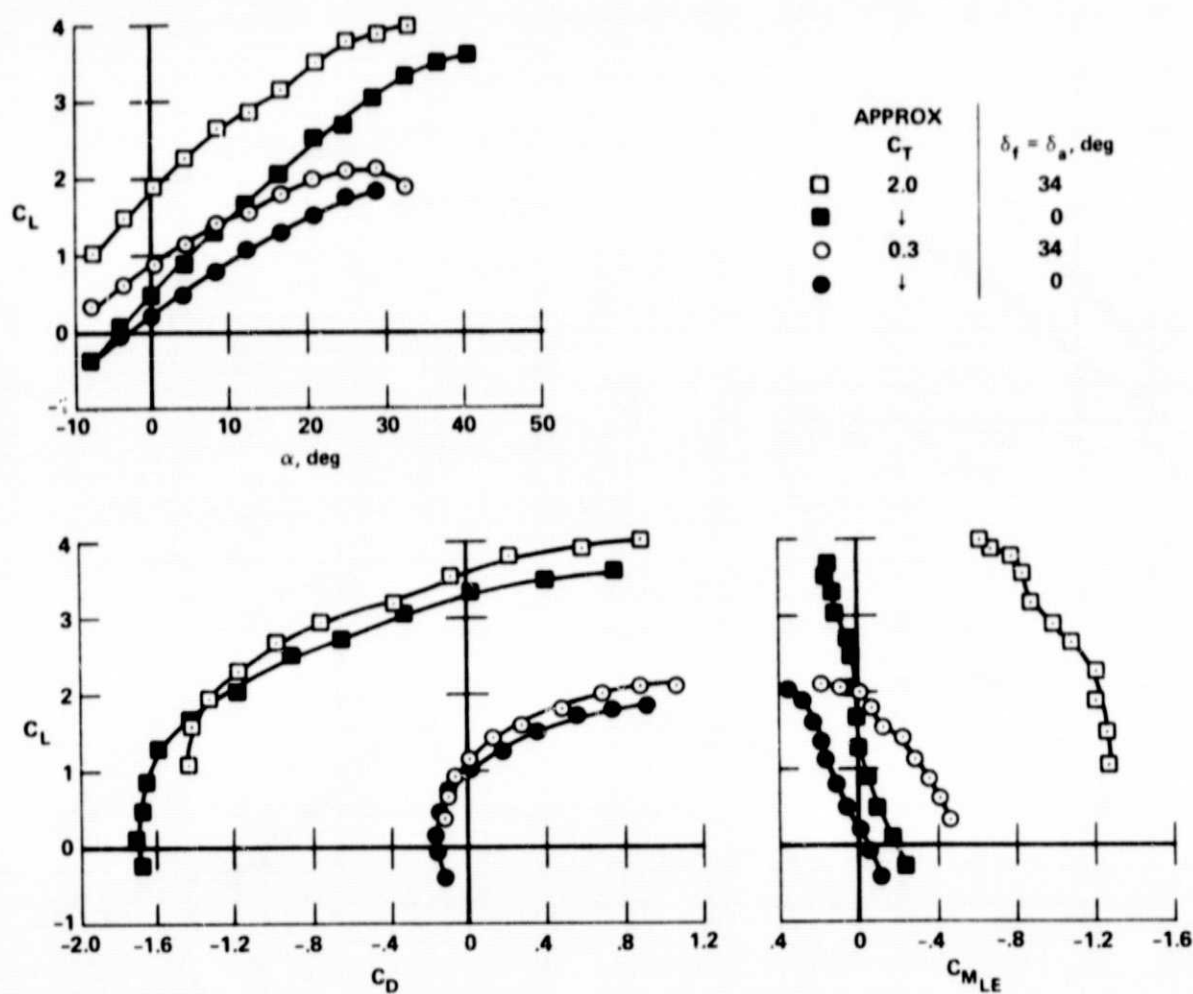 4
3
2
C_L
1
0
-1
-10 0 10 20 30 40 50
α, deg
APPROX
C_T δ_f = δ_a, deg
2.0 34
↓ 0
0.3 34
↓ 0
4
3
2
C_L
1
0
-1
-2.0 -1.6 -1.2 -.8 -.4 0 .4 .8 1.2
C_D
.4 0 -.4 -.8 -1.2 -1.6
C_M_LE